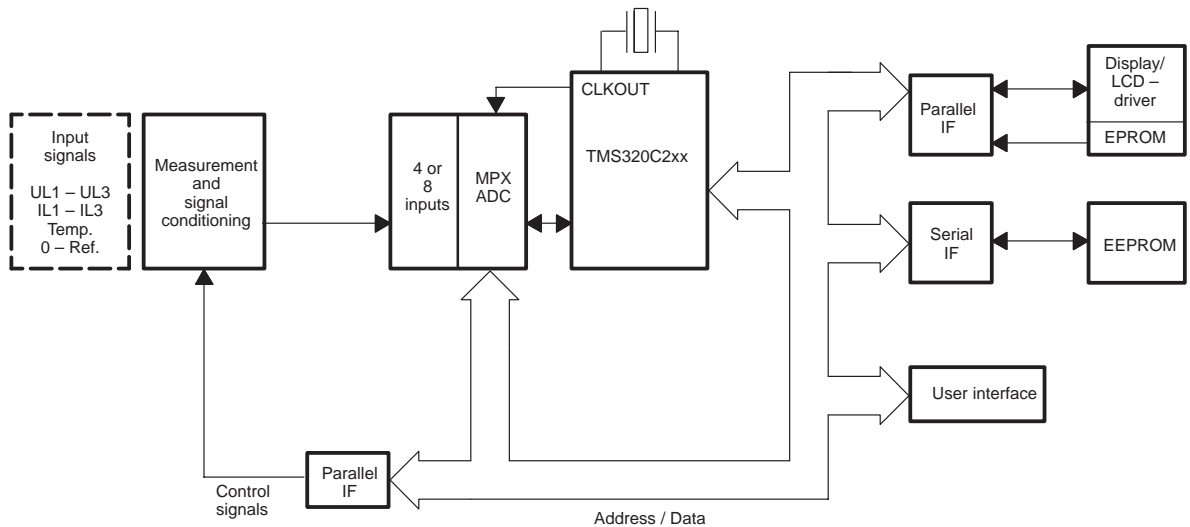 Input
signals
UL1 – UL3
IL1 – IL3
Temp.
0 – Ref.
Measurement
and
signal
conditioning
4 or
8
inputs
MPX
ADC
CLKOUT
TMS320C2xx
Parallel
IF
Display/
LCD –
driver
EPROM
Serial
IF
EEPROM
User interface
Parallel
IF
Control
signals
Address / Data